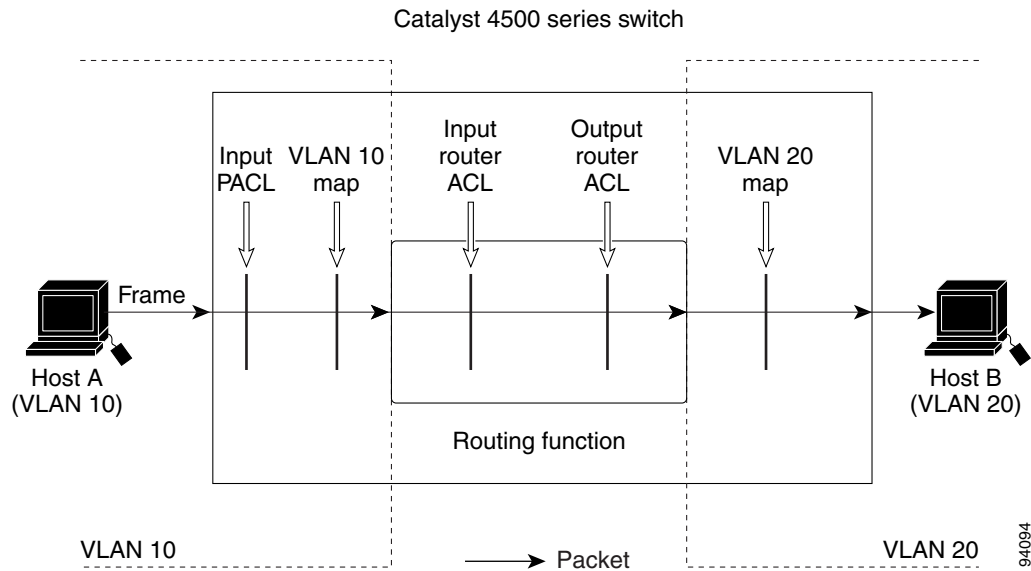 Catalyst 4500 series switch
Input
PACL
VLAN 10
map
Input
router
ACL
Output
router
ACL
VLAN 20
map
Frame
Host A
(VLAN 10)
Host B
(VLAN 20)
Routing function
VLAN 10
Packet
VLAN 20
94094